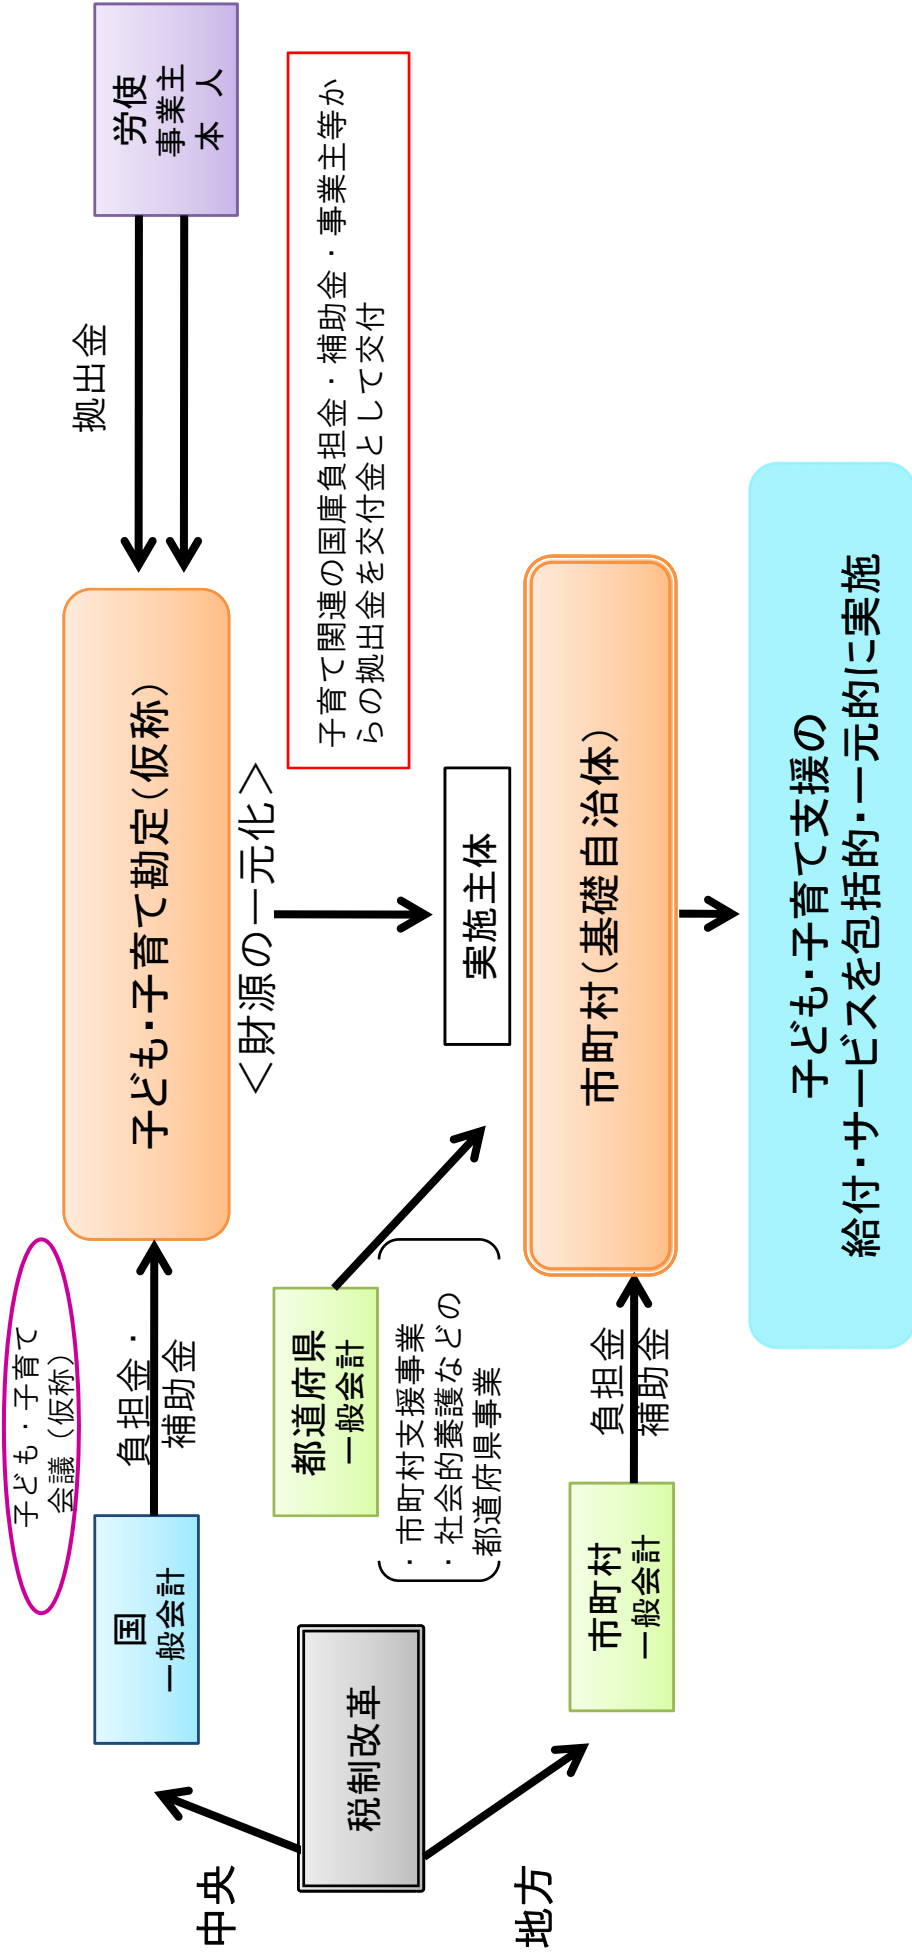 子ども・子育て
会議（仮称）
国
一般会計
負担金・
補助金
子ども・子育て勘定（仮称）
＜財源の一元化＞
拠出金
労使
事業主
本　人
子育て関連の国庫負担金・補助金・事業主等か
らの拠出金を交付金として交付
中央
税制改革
地方
都道府県
一般会計
・市町村支援事業
・社会的養護などの
都道府県事業
実施主体
市町村
一般会計
負担金
補助金
市町村（基礎自治体）
子ども・子育て支援の
給付・サービスを包括的・一元的に実施